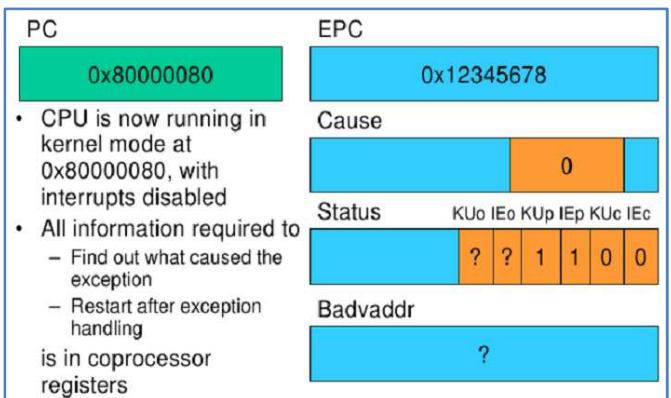 PC
0x80000080
• CPU is now running in
kernel mode at
0x80000080, with
interrupts disabled
• All information required to
– Find out what caused the
exception
– Restart after exception
handling
is in coprocessor
registers
EPC
0x12345678
Cause
0
Status
KUo IEo KUp IEp KUc IEc
? ? 1 1 0 0
Badvaddr
?